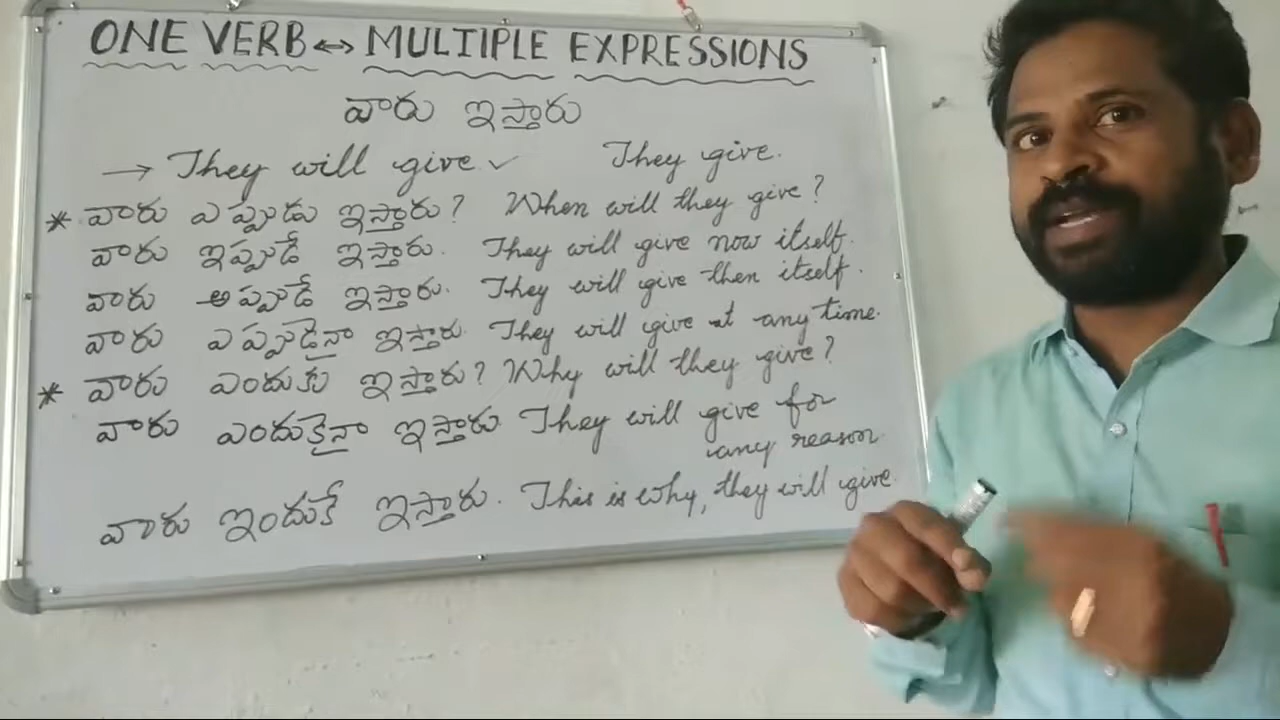 ONE VERB ↔ MULTIPLE EXPRESSIONS
వారు ఇస్తారు
→ They will give ✓ They give.
* వారు ఎప్పుడు ఇస్తారు? When will they give?
వారు ఇప్పుడే ఇస్తారు. They will give now itself.
వారు అప్పుడే ఇస్తారు. They will give then itself.
వారు ఎప్పుడైనా ఇస్తారు. They will give at any time.
* వారు ఎందుకు ఇస్తారు? Why will they give?
వారు ఎందుకైనా ఇస్తారు They will give for
any reason
వారు ఇందుకే ఇస్తారు. This is why, they will give.